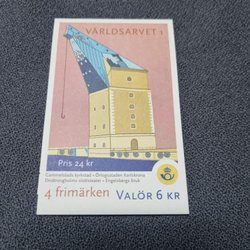 VÄRLDSARVET 1
Pris 24 kr
Gammelstads kyrkstad • Örlogsstaden Karlskrona
Drottningholms slottsteater • Engelsbergs bruk
4 frimärken VALÖR 6 KR